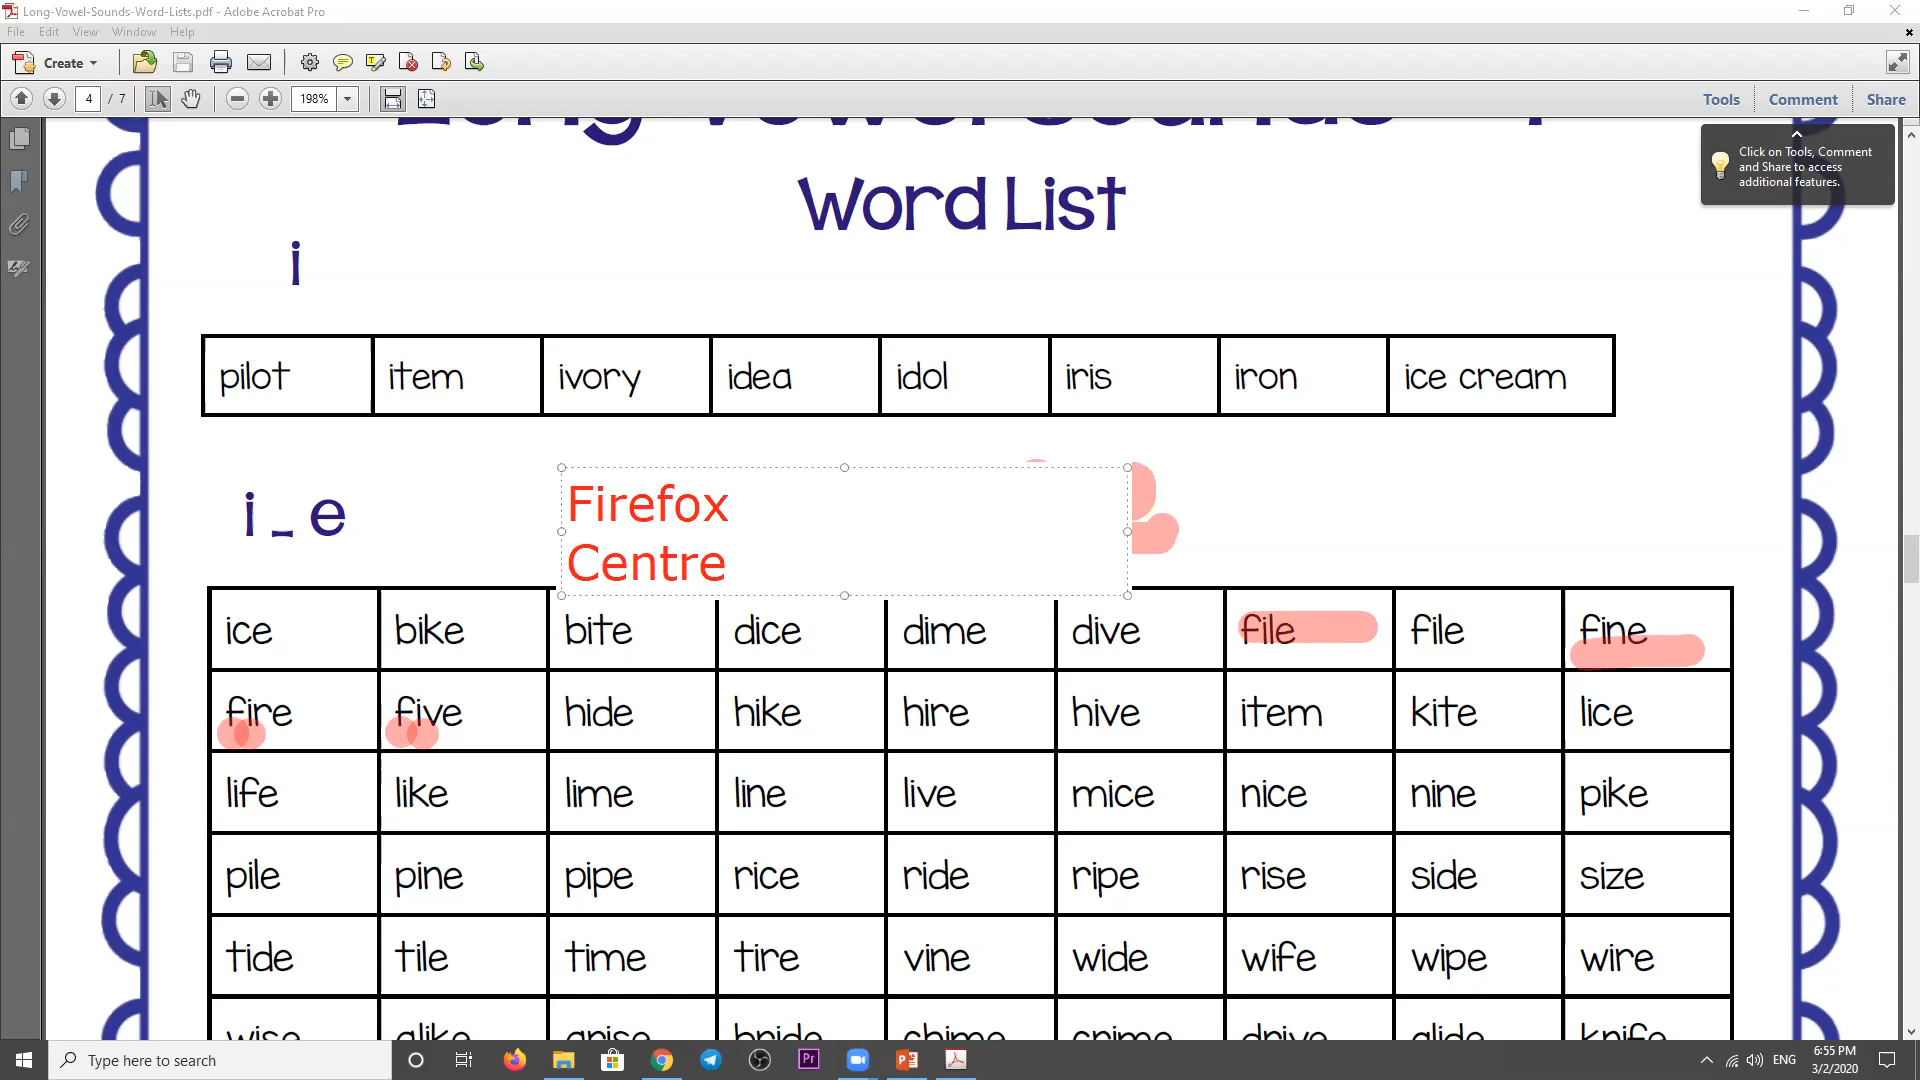 Long-Vowel-Sounds-Word-Lists.pdf - Adobe Acrobat Pro
File Edit View Window Help
Create
4 / 7 198% Tools Comment Share
Click on Tools, Comment
and Share to access
additional features.
Word List
i
pilot item ivory idea idol iris iron ice cream
i _ e
Firefox
Centre
ice bike bite dice dime dive file file fine
fire five hide hike hire hive item kite lice
life like lime line live mice nice nine pike
pile pine pipe rice ride ripe rise side size
tide tile time tire vine wide wife wipe wire
Type here to search
ENG
6:55 PM
3/2/2020